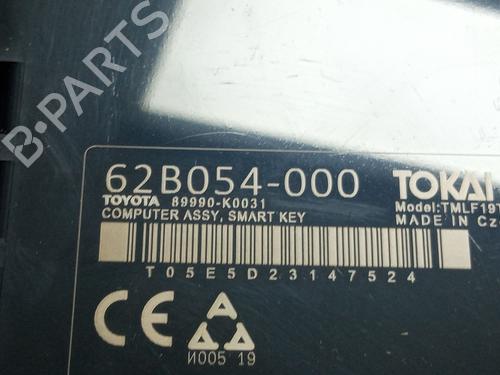 B-PARTS
62B054-000 TOKAI
TOYOTA 89990-K0031 Model:TMLF19T
COMPUTER ASSY, SMART KEY MADE IN Cz
T05E5D23147524
CE
И005 19